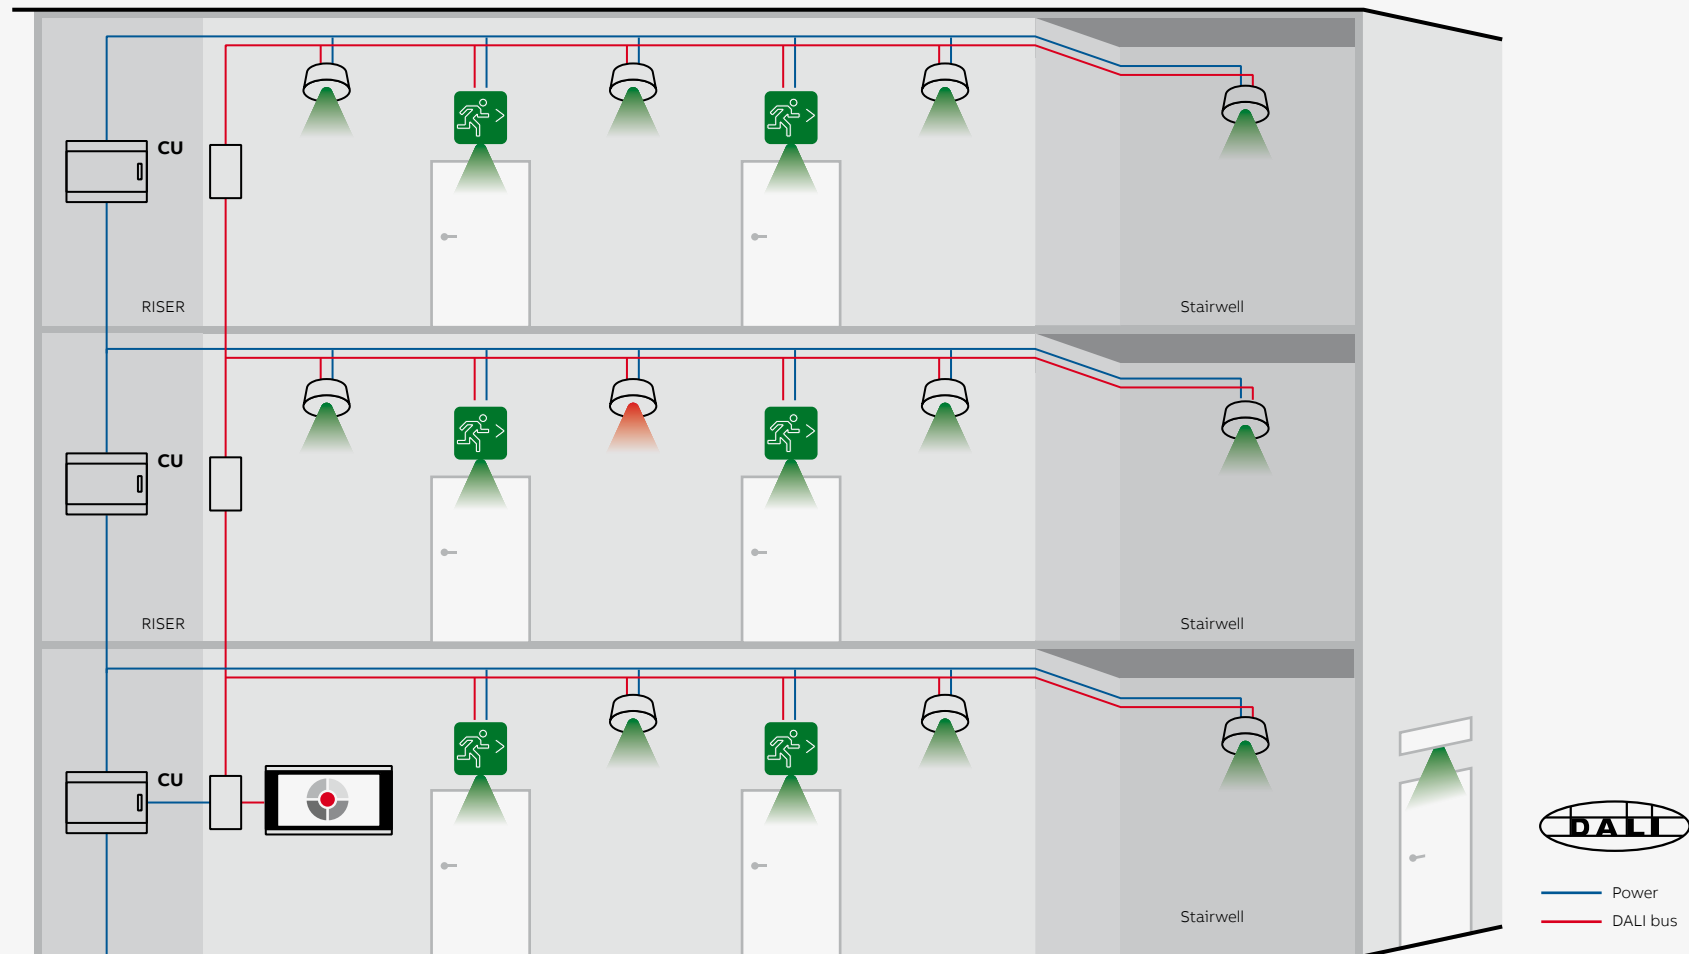 CU
RISER
Stairwell
CU
RISER
Stairwell
CU
Stairwell
DALI
Power
DALI bus